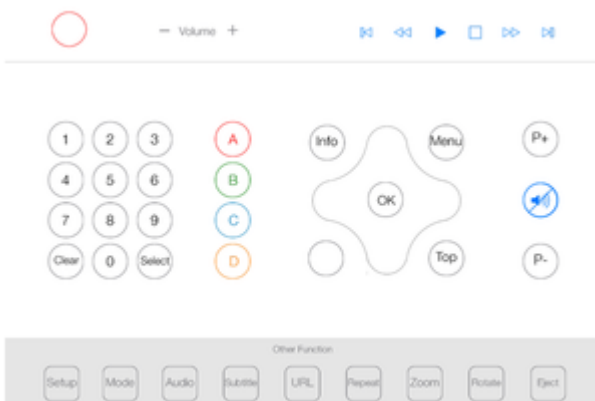 − Volume +
1 2 3 A Info Menu P+
4 5 6 B
OK
7 8 9 C
Clear 0 Select D Top P-
Other Function
Setup Mode Audio Subtitle URL Repeat Zoom Rotate Eject